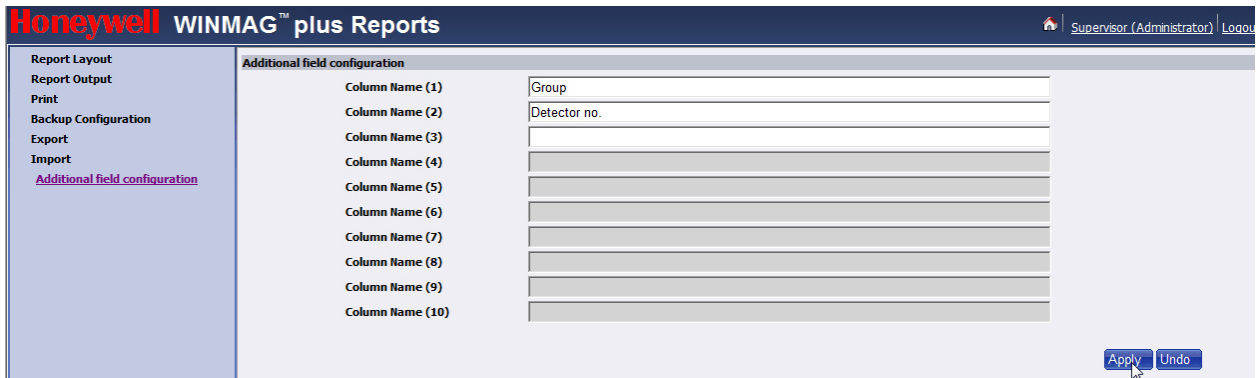 Honeywell WINMAG™ plus Reports
Supervisor (Administrator) Logou
Report Layout
Report Output
Print
Backup Configuration
Export
Import
Additional field configuration
Additional field configuration
Column Name (1) Group
Column Name (2) Detector no.
Column Name (3)
Column Name (4)
Column Name (5)
Column Name (6)
Column Name (7)
Column Name (8)
Column Name (9)
Column Name (10)
Apply Undo